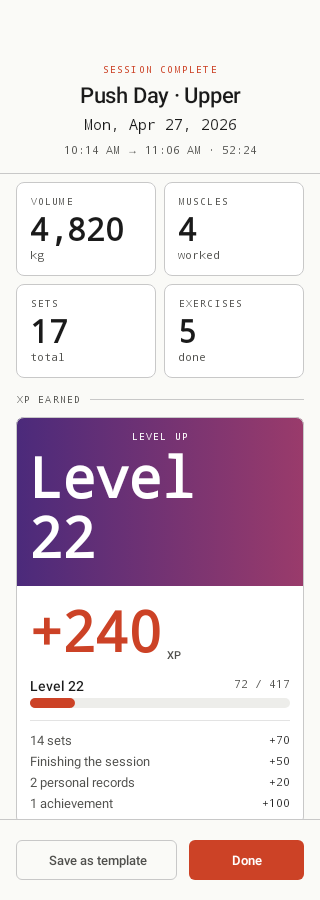 SESSION COMPLETE
Push Day · Upper
Mon, Apr 27, 2026
10:14 AM → 11:06 AM · 52:24
VOLUME
4,820
kg
MUSCLES
4
worked
SETS
17
total
EXERCISES
5
done
XP EARNED
LEVEL UP
Level
22
+240 XP
Level 22 72 / 417
14 sets +70
Finishing the session +50
2 personal records +20
1 achievement +100
Save as template Done